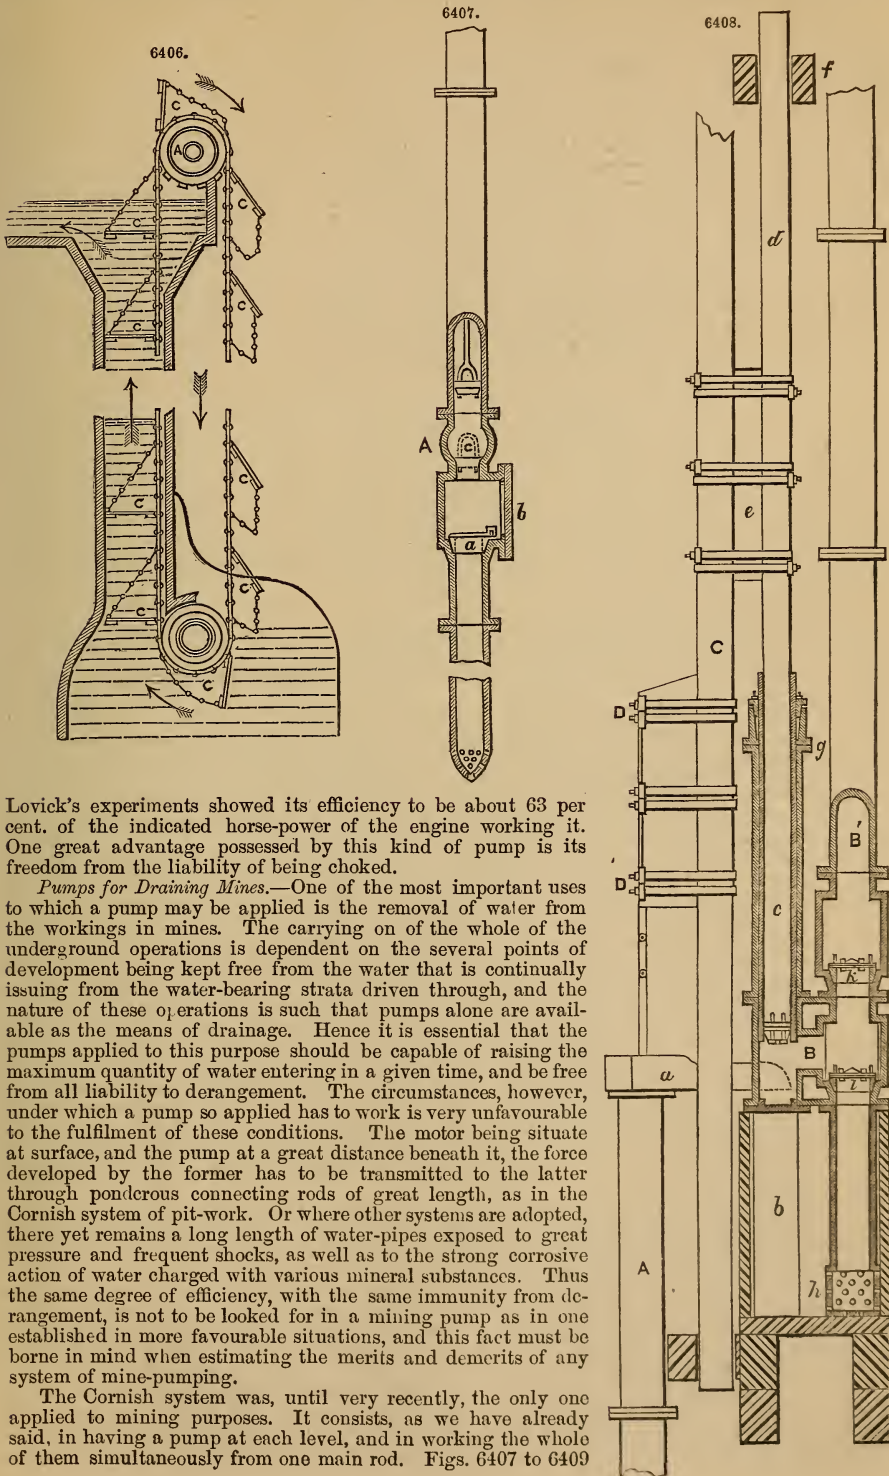 6406.
6407.
6408.
C
A
C
C
C
C
C
C
C
C
C
A
c
b
a
f
d
e
C
D
g
B'
D
c
k
B
a
i
b
A
h
Lovick's experiments showed its efficiency to be about 63 per
cent. of the indicated horse-power of the engine working it.
One great advantage possessed by this kind of pump is its
freedom from the liability of being choked.
Pumps for Draining Mines.—One of the most important uses
to which a pump may be applied is the removal of water from
the workings in mines. The carrying on of the whole of the
underground operations is dependent on the several points of
development being kept free from the water that is continually
issuing from the water-bearing strata driven through, and the
nature of these operations is such that pumps alone are avail-
able as the means of drainage. Hence it is essential that the
pumps applied to this purpose should be capable of raising the
maximum quantity of water entering in a given time, and be free
from all liability to derangement. The circumstances, however,
under which a pump so applied has to work is very unfavourable
to the fulfilment of these conditions. The motor being situate
at surface, and the pump at a great distance beneath it, the force
developed by the former has to be transmitted to the latter
through ponderous connecting rods of great length, as in the
Cornish system of pit-work. Or where other systems are adopted,
there yet remains a long length of water-pipes exposed to great
pressure and frequent shocks, as well as to the strong corrosive
action of water charged with various mineral substances. Thus
the same degree of efficiency, with the same immunity from de-
rangement, is not to be looked for in a mining pump as in one
established in more favourable situations, and this fact must be
borne in mind when estimating the merits and demerits of any
system of mine-pumping.
The Cornish system was, until very recently, the only one
applied to mining purposes. It consists, as we have already
said, in having a pump at each level, and in working the whole
of them simultaneously from one main rod. Figs. 6407 to 6409